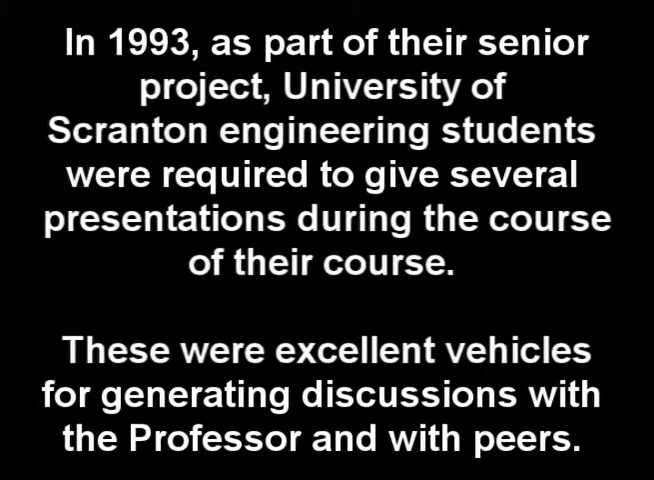 In 1993, as part of their senior
project, University of
Scranton engineering students
were required to give several
presentations during the course
of their course.
These were excellent vehicles
for generating discussions with
the Professor and with peers.